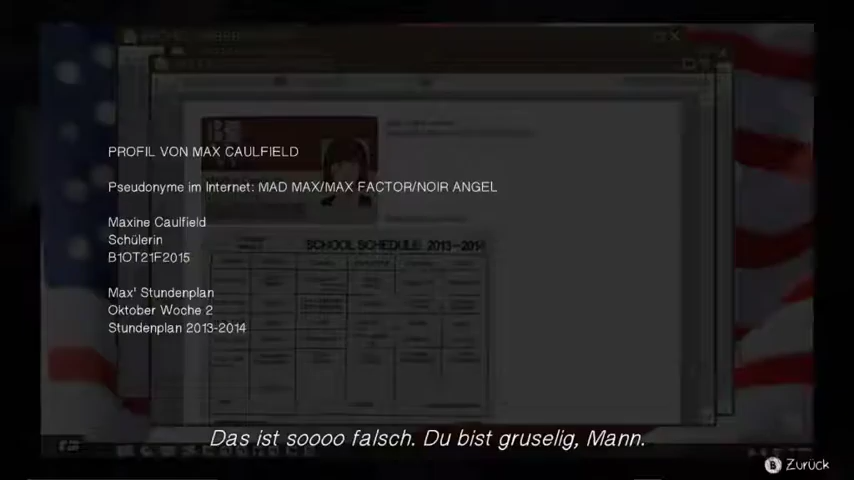 PROFIL VON MAX CAULFIELD
Pseudonyme im Internet: MAD MAX/MAX FACTOR/NOIR ANGEL
Maxine Caulfield
Schülerin
B1OT21F2015
Max' Stundenplan
Oktober Woche 2
Stundenplan 2013-2014
SCHOOL SCHEDULE 2013-2014
Das ist soooo falsch. Du bist gruselig, Mann.
B Zurück